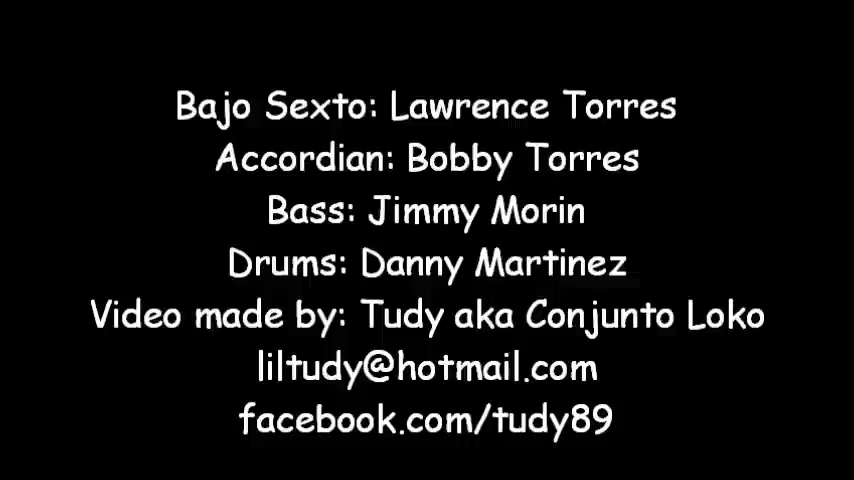 Bajo Sexto: Lawrence Torres
Accordian: Bobby Torres
Bass: Jimmy Morin
Drums: Danny Martinez
Video made by: Tudy aka Conjunto Loko
liltudy@hotmail.com
facebook.com/tudy89